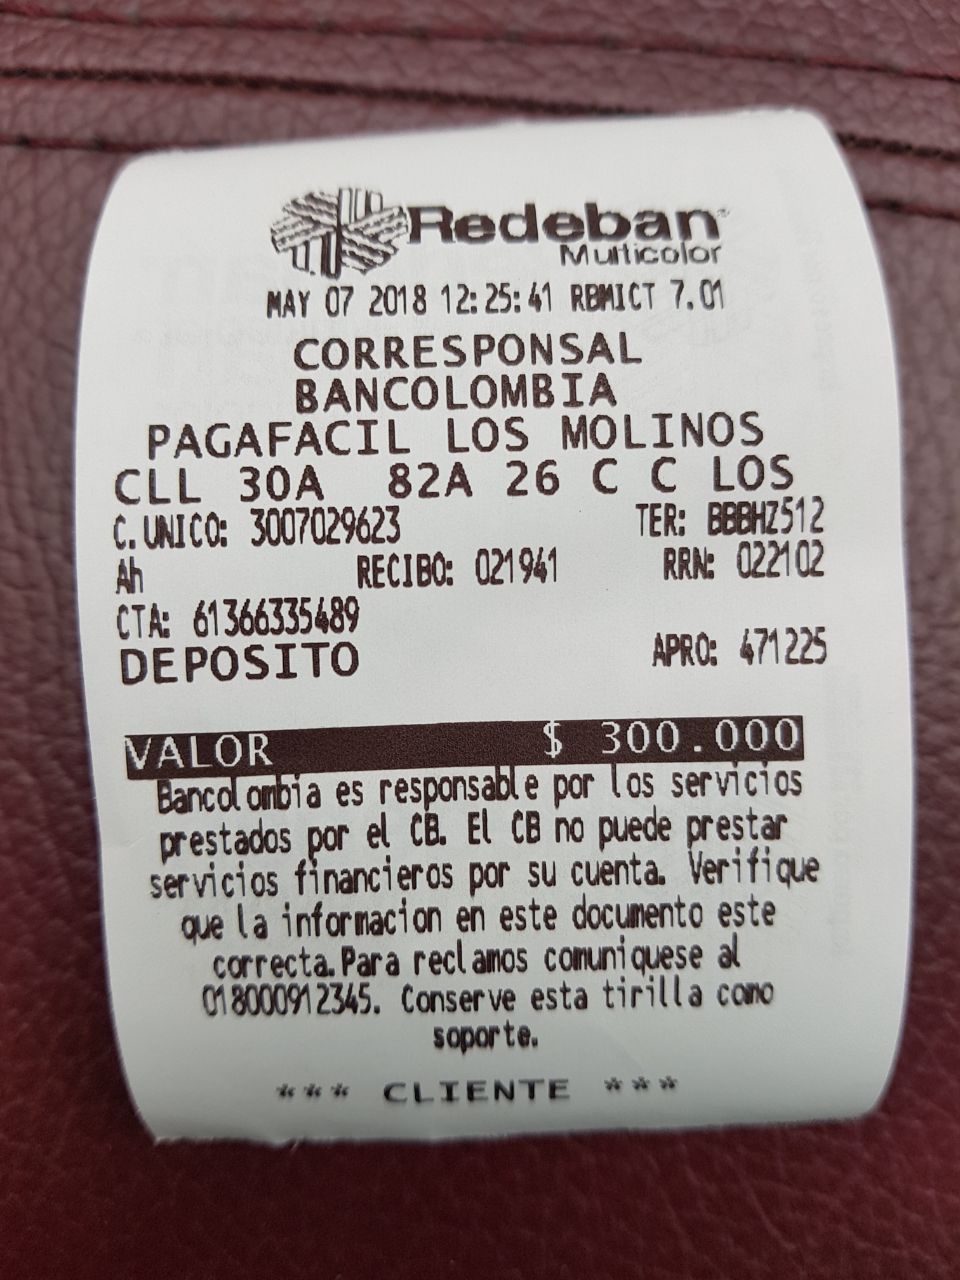 Redeban
Multicolor
MAY 07 2018 12:25:41 RBMICT 7.01
CORRESPONSAL
BANCOLOMBIA
PAGAFACIL LOS MOLINOS
CLL 30A 82A 26 C C LOS
C. UNICO: 3007029623 TER: BBBHZ512
Ah RECIBO: 021941 RRN: 022102
CTA: 61366335489
DEPOSITO APRO: 471225
VALOR $ 300.000
Bancolombia es responsable por los servicios
prestados por el CB. El CB no puede prestar
servicios financieros por su cuenta. Verifique
que la informacion en este documento este
correcta. Para reclamos comuniquese al
018000912345. Conserve esta tirilla como
soporte.
*** CLIENTE ***